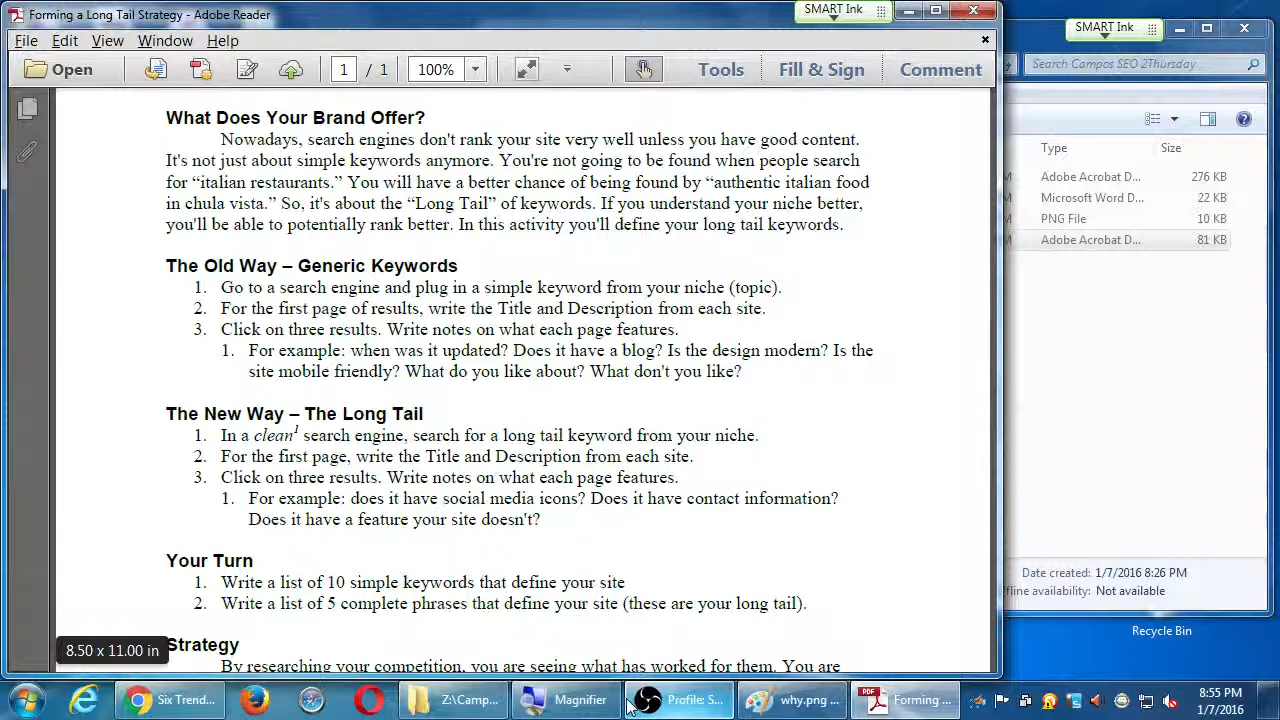 Forming a Long Tail Strategy - Adobe Reader
SMART Ink
SMART Ink
File Edit View Window Help
Search Campos SEO 2Thursday
Open 1 / 1 100% Tools Fill & Sign Comment
Type Size
Adobe Acrobat D... 276 KB
Microsoft Word D... 22 KB
PNG File 10 KB
Adobe Acrobat D... 81 KB
What Does Your Brand Offer?
Nowadays, search engines don't rank your site very well unless you have good content.
It's not just about simple keywords anymore. You're not going to be found when people search
for “italian restaurants.” You will have a better chance of being found by “authentic italian food
in chula vista.” So, it's about the “Long Tail” of keywords. If you understand your niche better,
you'll be able to potentially rank better. In this activity you'll define your long tail keywords.
The Old Way – Generic Keywords
1. Go to a search engine and plug in a simple keyword from your niche (topic).
2. For the first page of results, write the Title and Description from each site.
3. Click on three results. Write notes on what each page features.
1. For example: when was it updated? Does it have a blog? Is the design modern? Is the
site mobile friendly? What do you like about? What don't you like?
The New Way – The Long Tail
1. In a clean1 search engine, search for a long tail keyword from your niche.
2. For the first page, write the Title and Description from each site.
3. Click on three results. Write notes on what each page features.
1. For example: does it have social media icons? Does it have contact information?
Does it have a feature your site doesn't?
Your Turn
1. Write a list of 10 simple keywords that define your site
2. Write a list of 5 complete phrases that define your site (these are your long tail).
Strategy
By researching your competition, you are seeing what has worked for them. You are
8.50 x 11.00 in
Date created: 1/7/2016 8:26 PM
ffline availability: Not available
Recycle Bin
Six Trend... Z:\Camp... Magnifier Profile: S... why.png ... PDF Forming ...
8:55 PM
1/7/2016